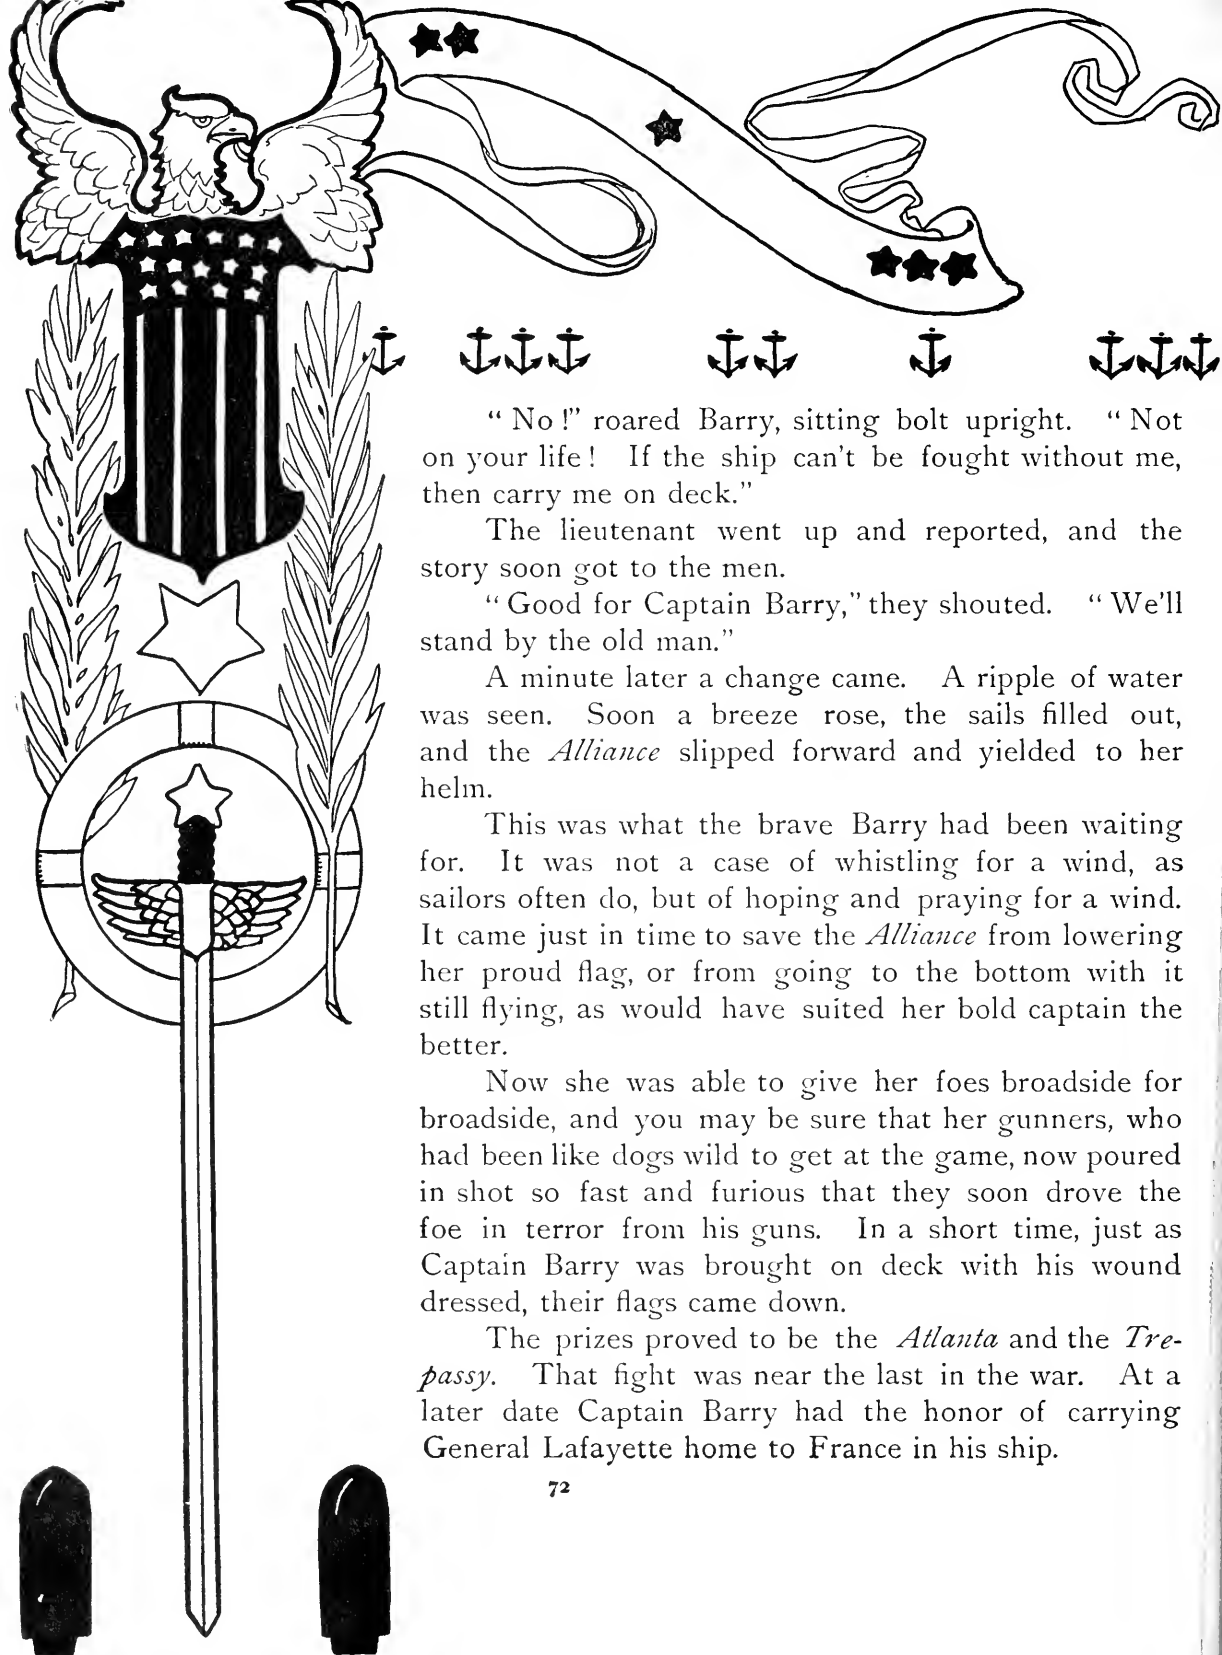 “ No !” roared Barry, sitting bolt upright. “ Not
on your life ! If the ship can't be fought without me,
then carry me on deck.”
The lieutenant went up and reported, and the
story soon got to the men.
“ Good for Captain Barry,” they shouted. “ We'll
stand by the old man.”
A minute later a change came. A ripple of water
was seen. Soon a breeze rose, the sails filled out,
and the Alliance slipped forward and yielded to her
helm.
This was what the brave Barry had been waiting
for. It was not a case of whistling for a wind, as
sailors often do, but of hoping and praying for a wind.
It came just in time to save the Alliance from lowering
her proud flag, or from going to the bottom with it
still flying, as would have suited her bold captain the
better.
Now she was able to give her foes broadside for
broadside, and you may be sure that her gunners, who
had been like dogs wild to get at the game, now poured
in shot so fast and furious that they soon drove the
foe in terror from his guns. In a short time, just as
Captain Barry was brought on deck with his wound
dressed, their flags came down.
The prizes proved to be the Atlanta and the Tre-
passy. That fight was near the last in the war. At a
later date Captain Barry had the honor of carrying
General Lafayette home to France in his ship.
72